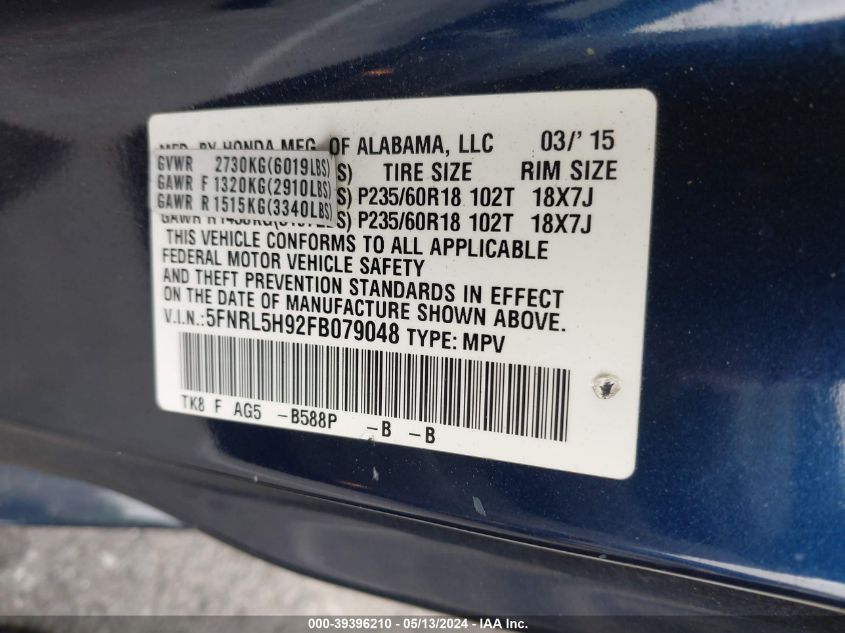 MFD. BY HONDA MFG. OF ALABAMA, LLC 03/' 15
GVWR 2730KG(6019LBS) S) TIRE SIZE RIM SIZE
GAWR F 1320KG(2910LBS) S) P235/60R18 102T 18X7J
GAWR R 1515KG(3340LBS) S) P235/60R18 102T 18X7J
GAWR
THIS VEHICLE CONFORMS TO ALL APPLICABLE
FEDERAL MOTOR VEHICLE SAFETY
AND THEFT PREVENTION STANDARDS IN EFFECT
ON THE DATE OF MANUFACTURE SHOWN ABOVE.
V.I.N.:5FNRL5H92FB079048 TYPE: MPV
TK8 F AG5 -B588P -B -B
000-39396210 - 05/13/2024 - IAAI.COM